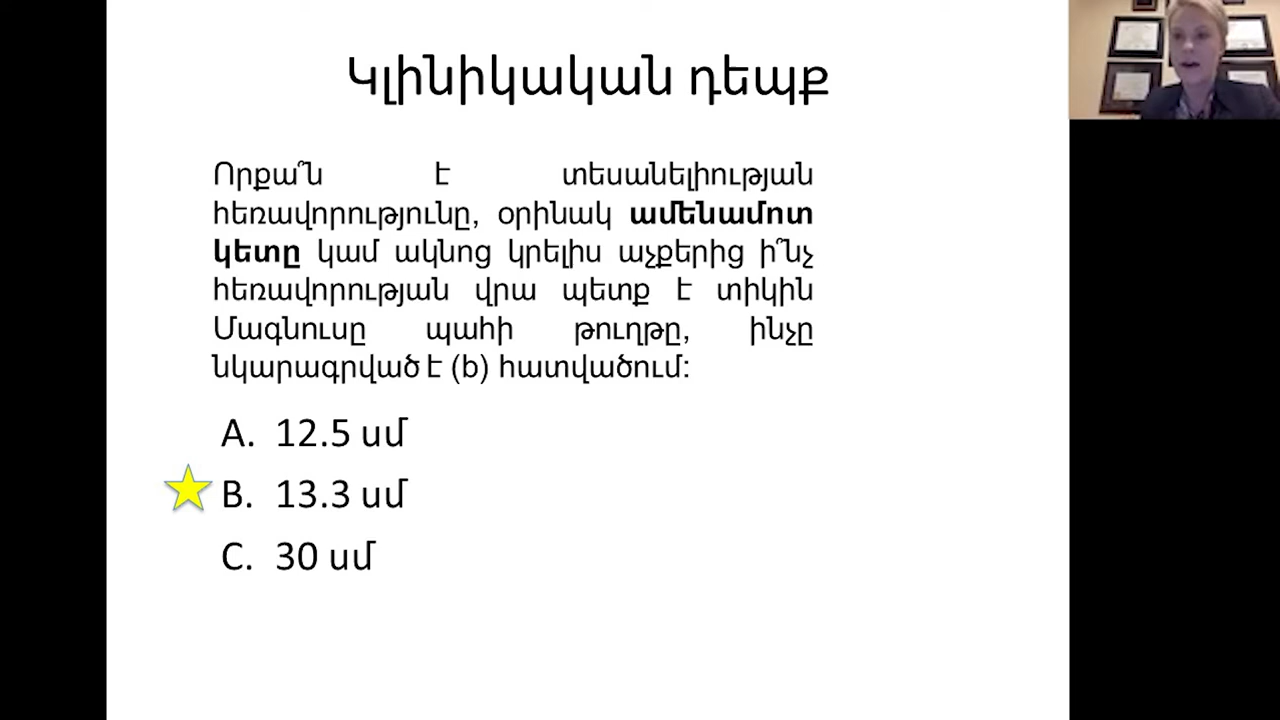 Կլինիկական դեպք
Որքա՞ն է տեսանելիության
հեռավորությունը, օրինակ ամենամոտ
կետը կամ ակնոց կրելիս աչքերից ի՞նչ
հեռավորության վրա պետք է տիկին
Մագնուսը պահի թուղթը, ինչը
նկարագրված է (b) հատվածում:
A. 12.5 սմ
B. 13.3 սմ
C. 30 սմ